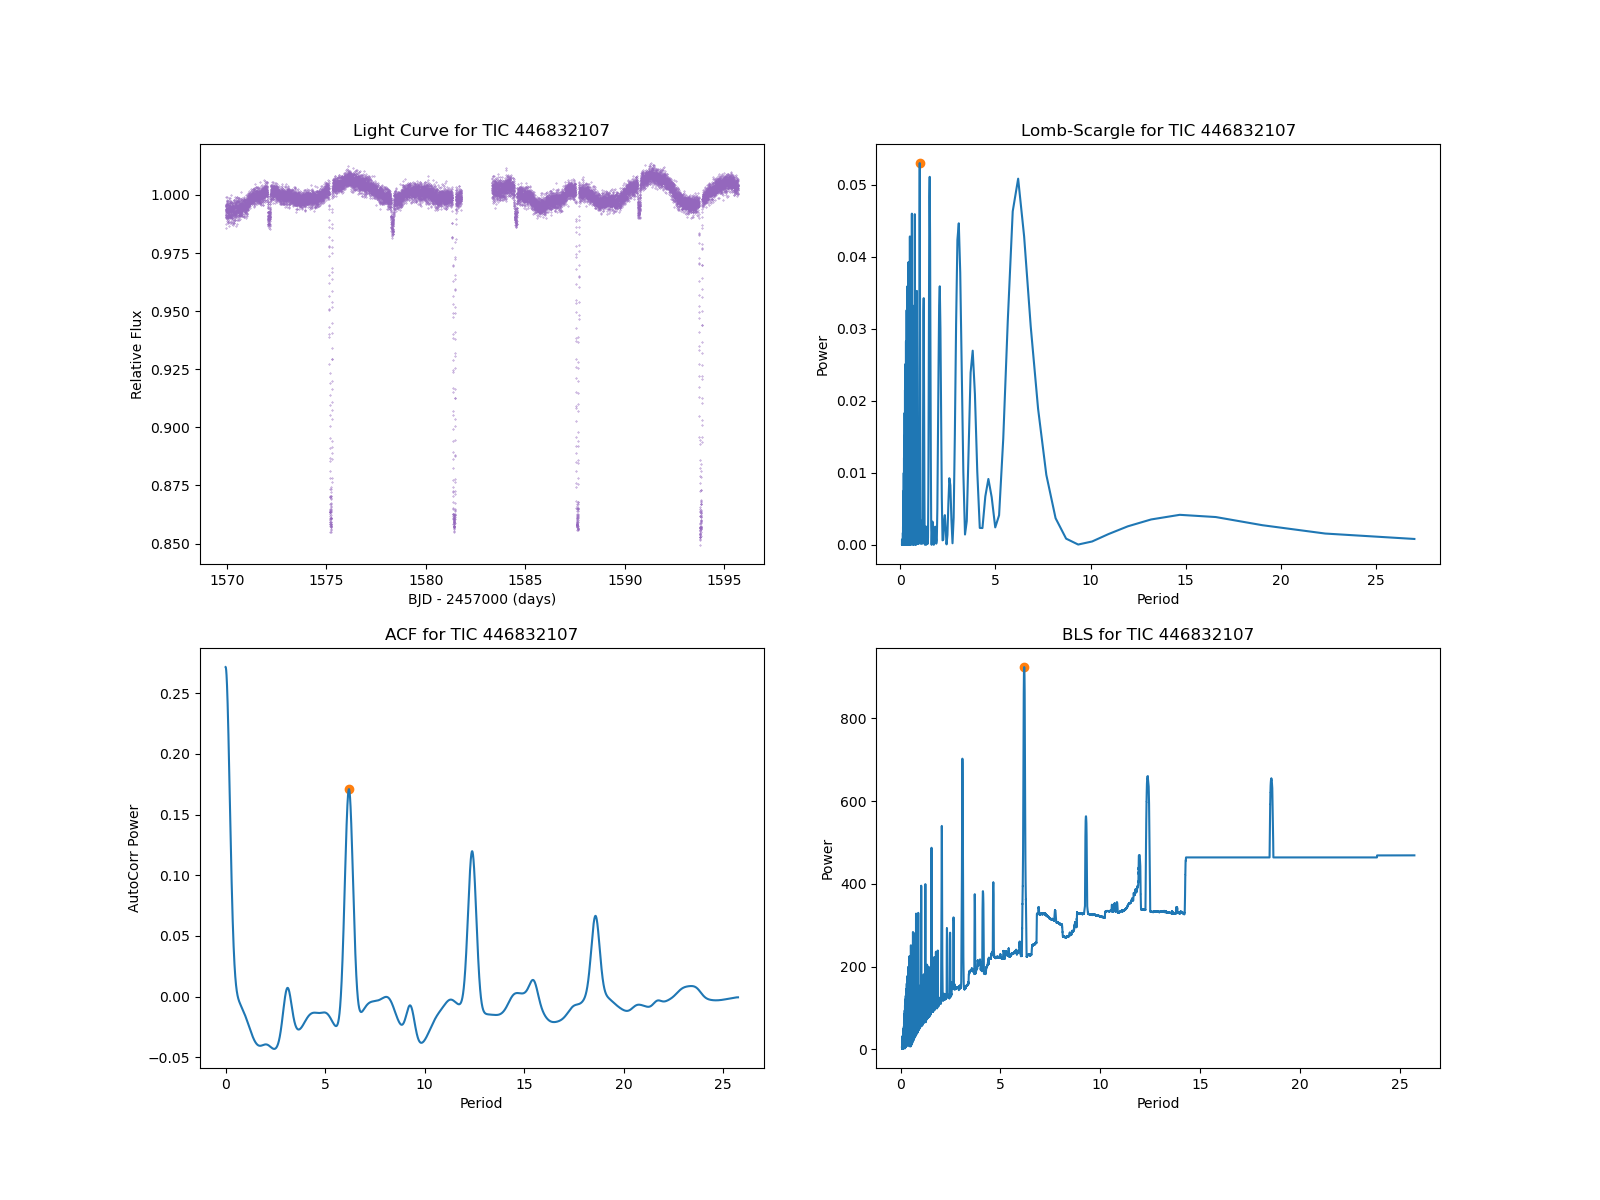 Light Curve for TIC 446832107
1.000
0.975
0.950
0.925
0.900
0.875
0.850
Relative Flux
1570 1575 1580 1585 1590 1595
BJD - 2457000 (days)
Lomb-Scargle for TIC 446832107
0.05
0.04
0.03
0.02
0.01
0.00
Power
0 5 10 15 20 25
Period
ACF for TIC 446832107
0.25
0.20
0.15
0.10
0.05
0.00
−0.05
AutoCorr Power
0 5 10 15 20 25
Period
BLS for TIC 446832107
800
600
400
200
0
Power
0 5 10 15 20 25
Period